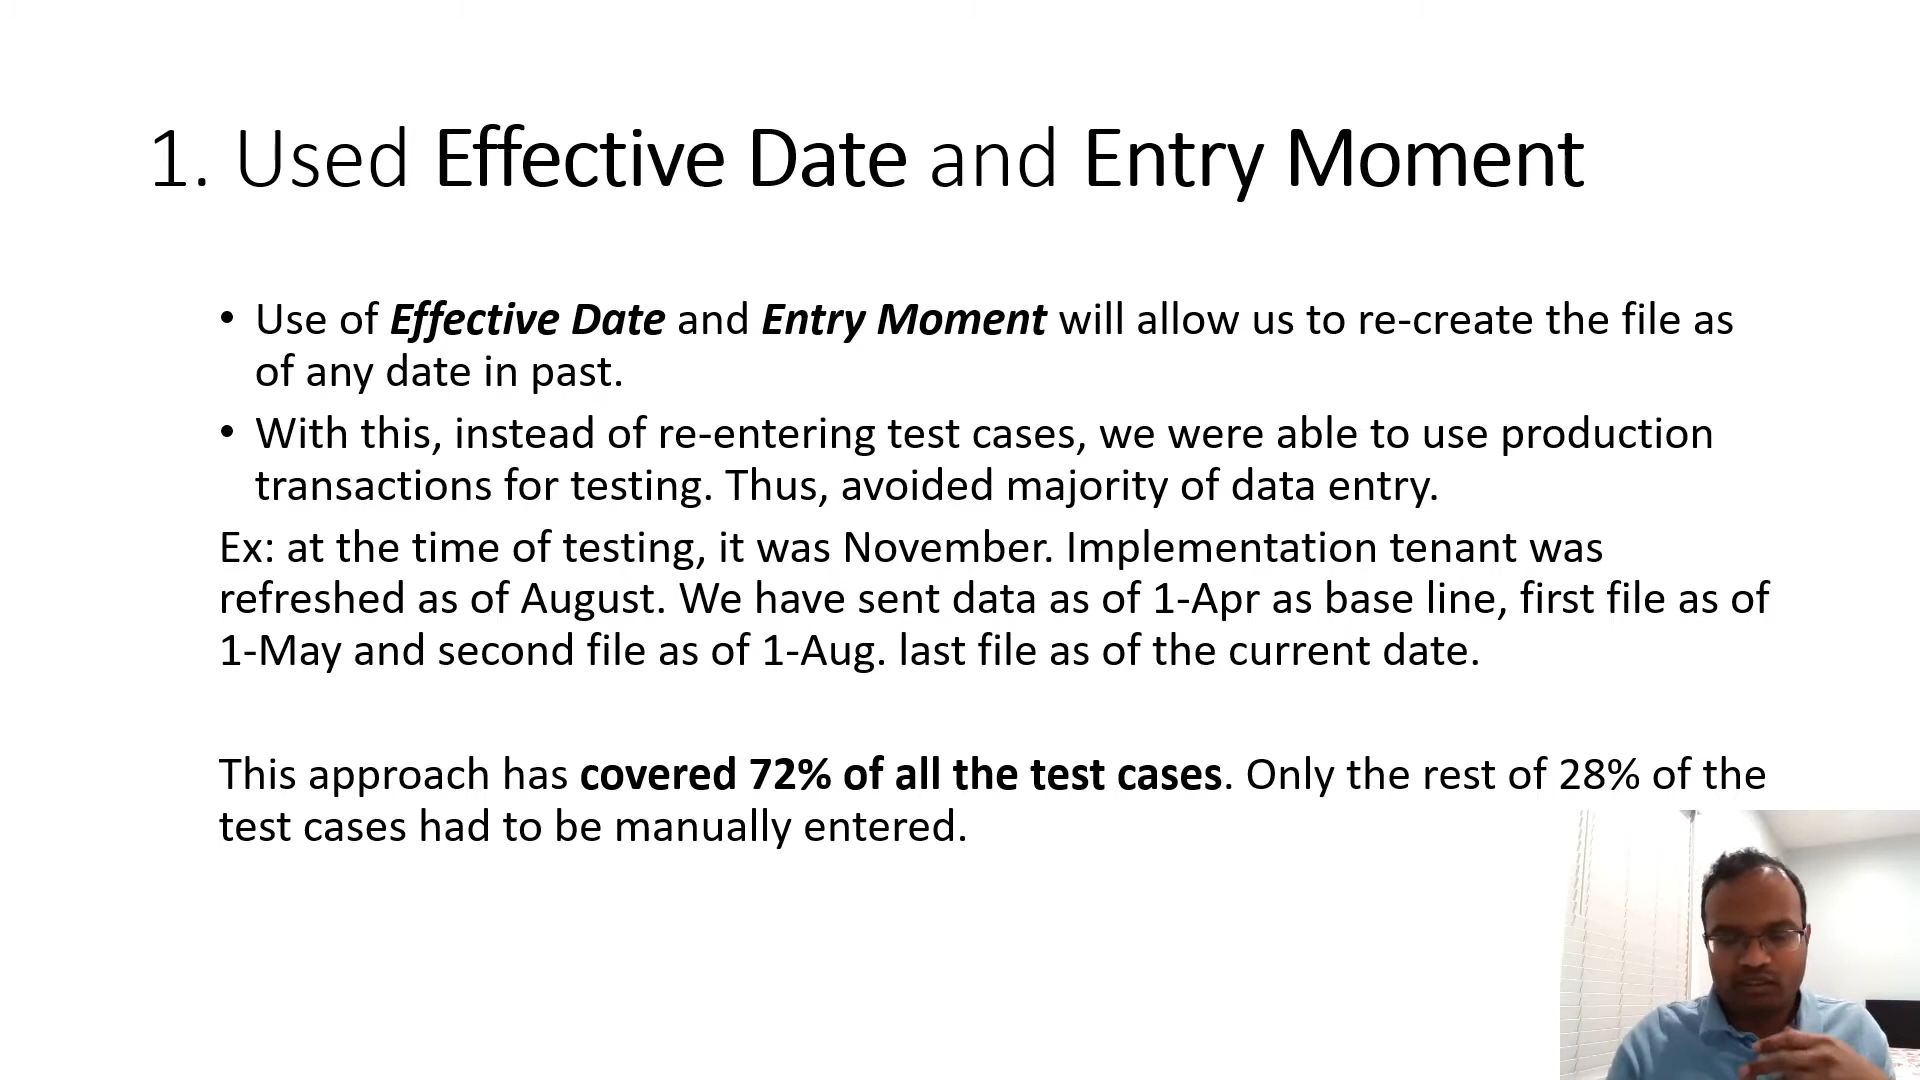 1. Used Effective Date and Entry Moment
• Use of Effective Date and Entry Moment will allow us to re-create the file as
of any date in past.
• With this, instead of re-entering test cases, we were able to use production
transactions for testing. Thus, avoided majority of data entry.
Ex: at the time of testing, it was November. Implementation tenant was
refreshed as of August. We have sent data as of 1-Apr as base line, first file as of
1-May and second file as of 1-Aug. last file as of the current date.
This approach has covered 72% of all the test cases. Only the rest of 28% of the
test cases had to be manually entered.